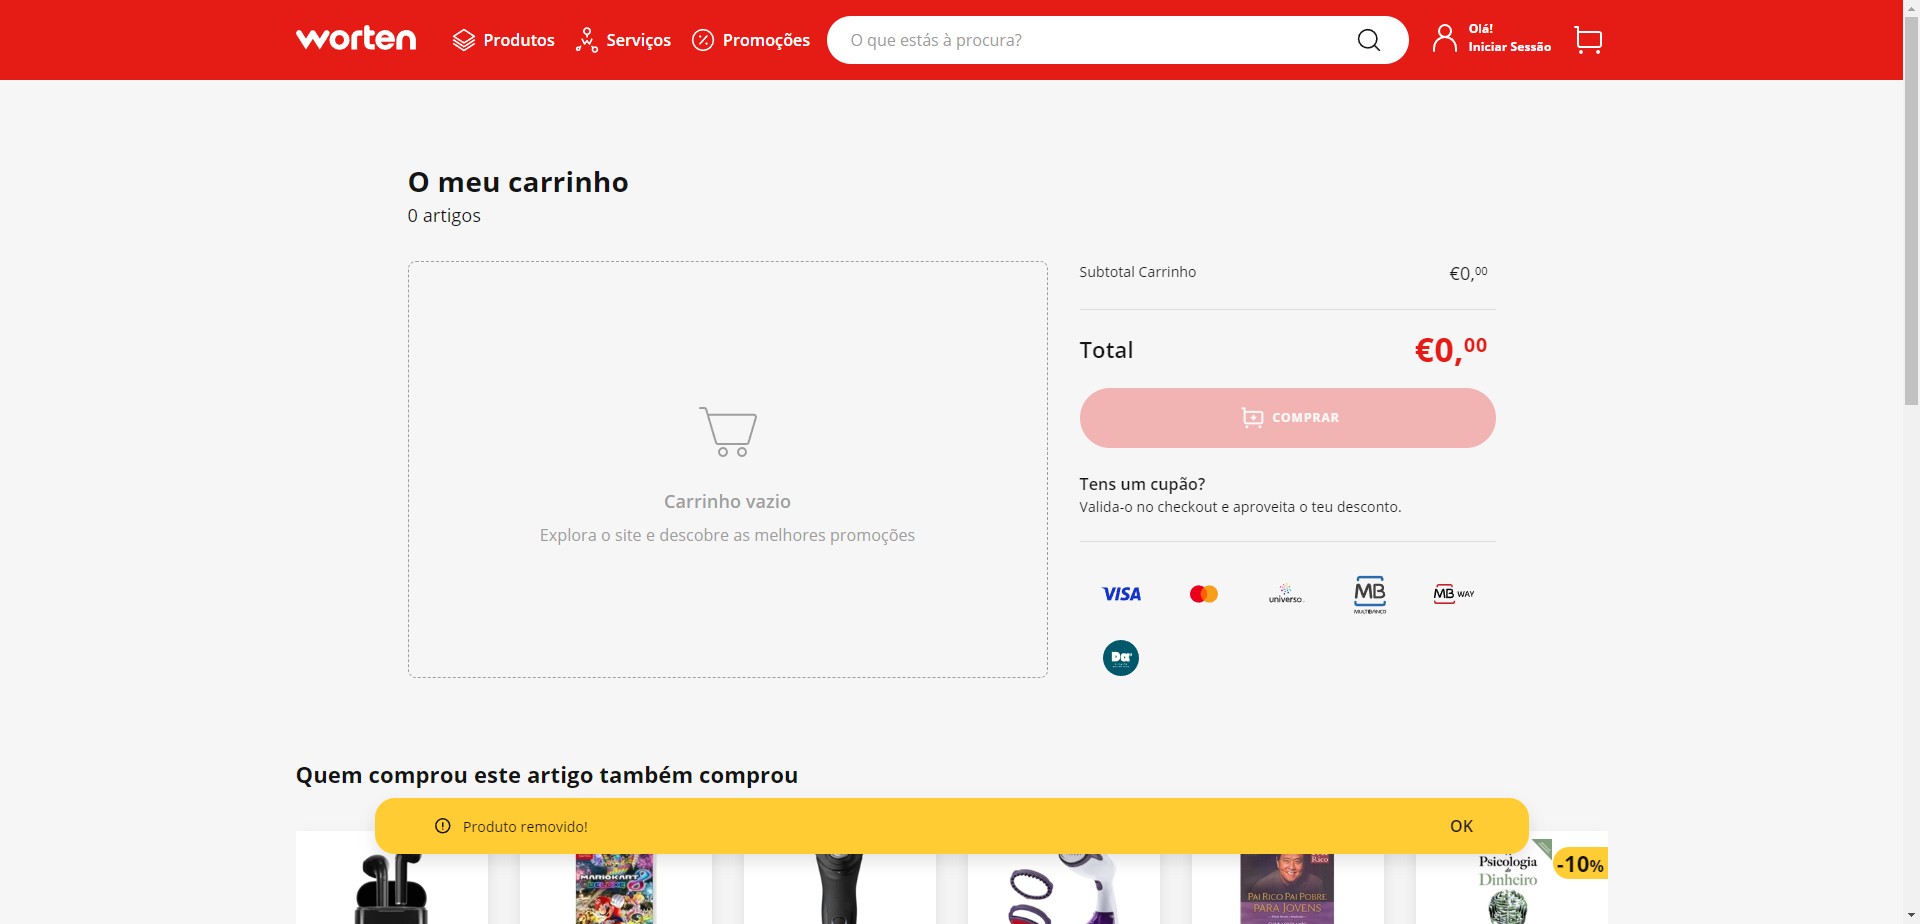 worten
Produtos
Serviços
Promoções
O que estás à procura?
Olá!
Iniciar Sessão
O meu carrinho
0 artigos
Carrinho vazio
Explora o site e descobre as melhores promoções
Subtotal Carrinho
€0,00
Total
€0,00
COMPRAR
Tens um cupão?
Valida-o no checkout e aproveita o teu desconto.
VISA
universo
MB
MULTIBANCO
MB WAY
Da
Quem comprou este artigo também comprou
Produto removido!
OK
MARIOKART
DELUXE
Rico
PAI RICO PAI POBRE
PARA JOVENS
Psicologia
do
Dinheiro
-10%